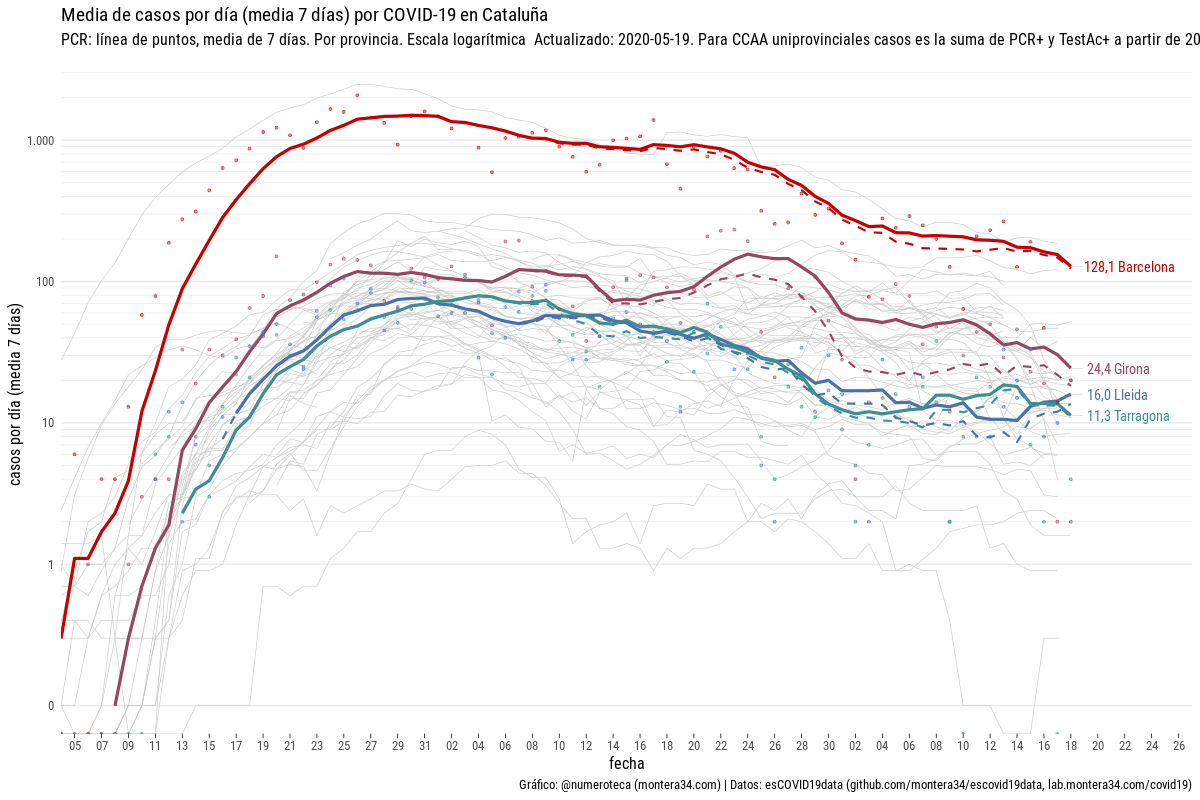 Media de casos por día (media 7 días) por COVID-19 en Cataluña
PCR: línea de puntos, media de 7 días. Por provincia. Escala logarítmica  Actualizado: 2020-05-19. Para CCAA uniprovinciales casos es la suma de PCR+ y TestAc+ a partir de 20
casos por día (media 7 días)
1.000
100
10
1
0
128,1 Barcelona
24,4 Girona
16,0 Lleida
11,3 Tarragona
05 07 09 11 13 15 17 19 21 23 25 27 29 31 02 04 06 08 10 12 14 16 18 20 22 24 26 28 30 02 04 06 08 10 12 14 16 18 20 22 24 26
fecha
Gráfico: @numeroteca (montera34.com) | Datos: esCOVID19data (github.com/montera34/escovid19data, lab.montera34.com/covid19)